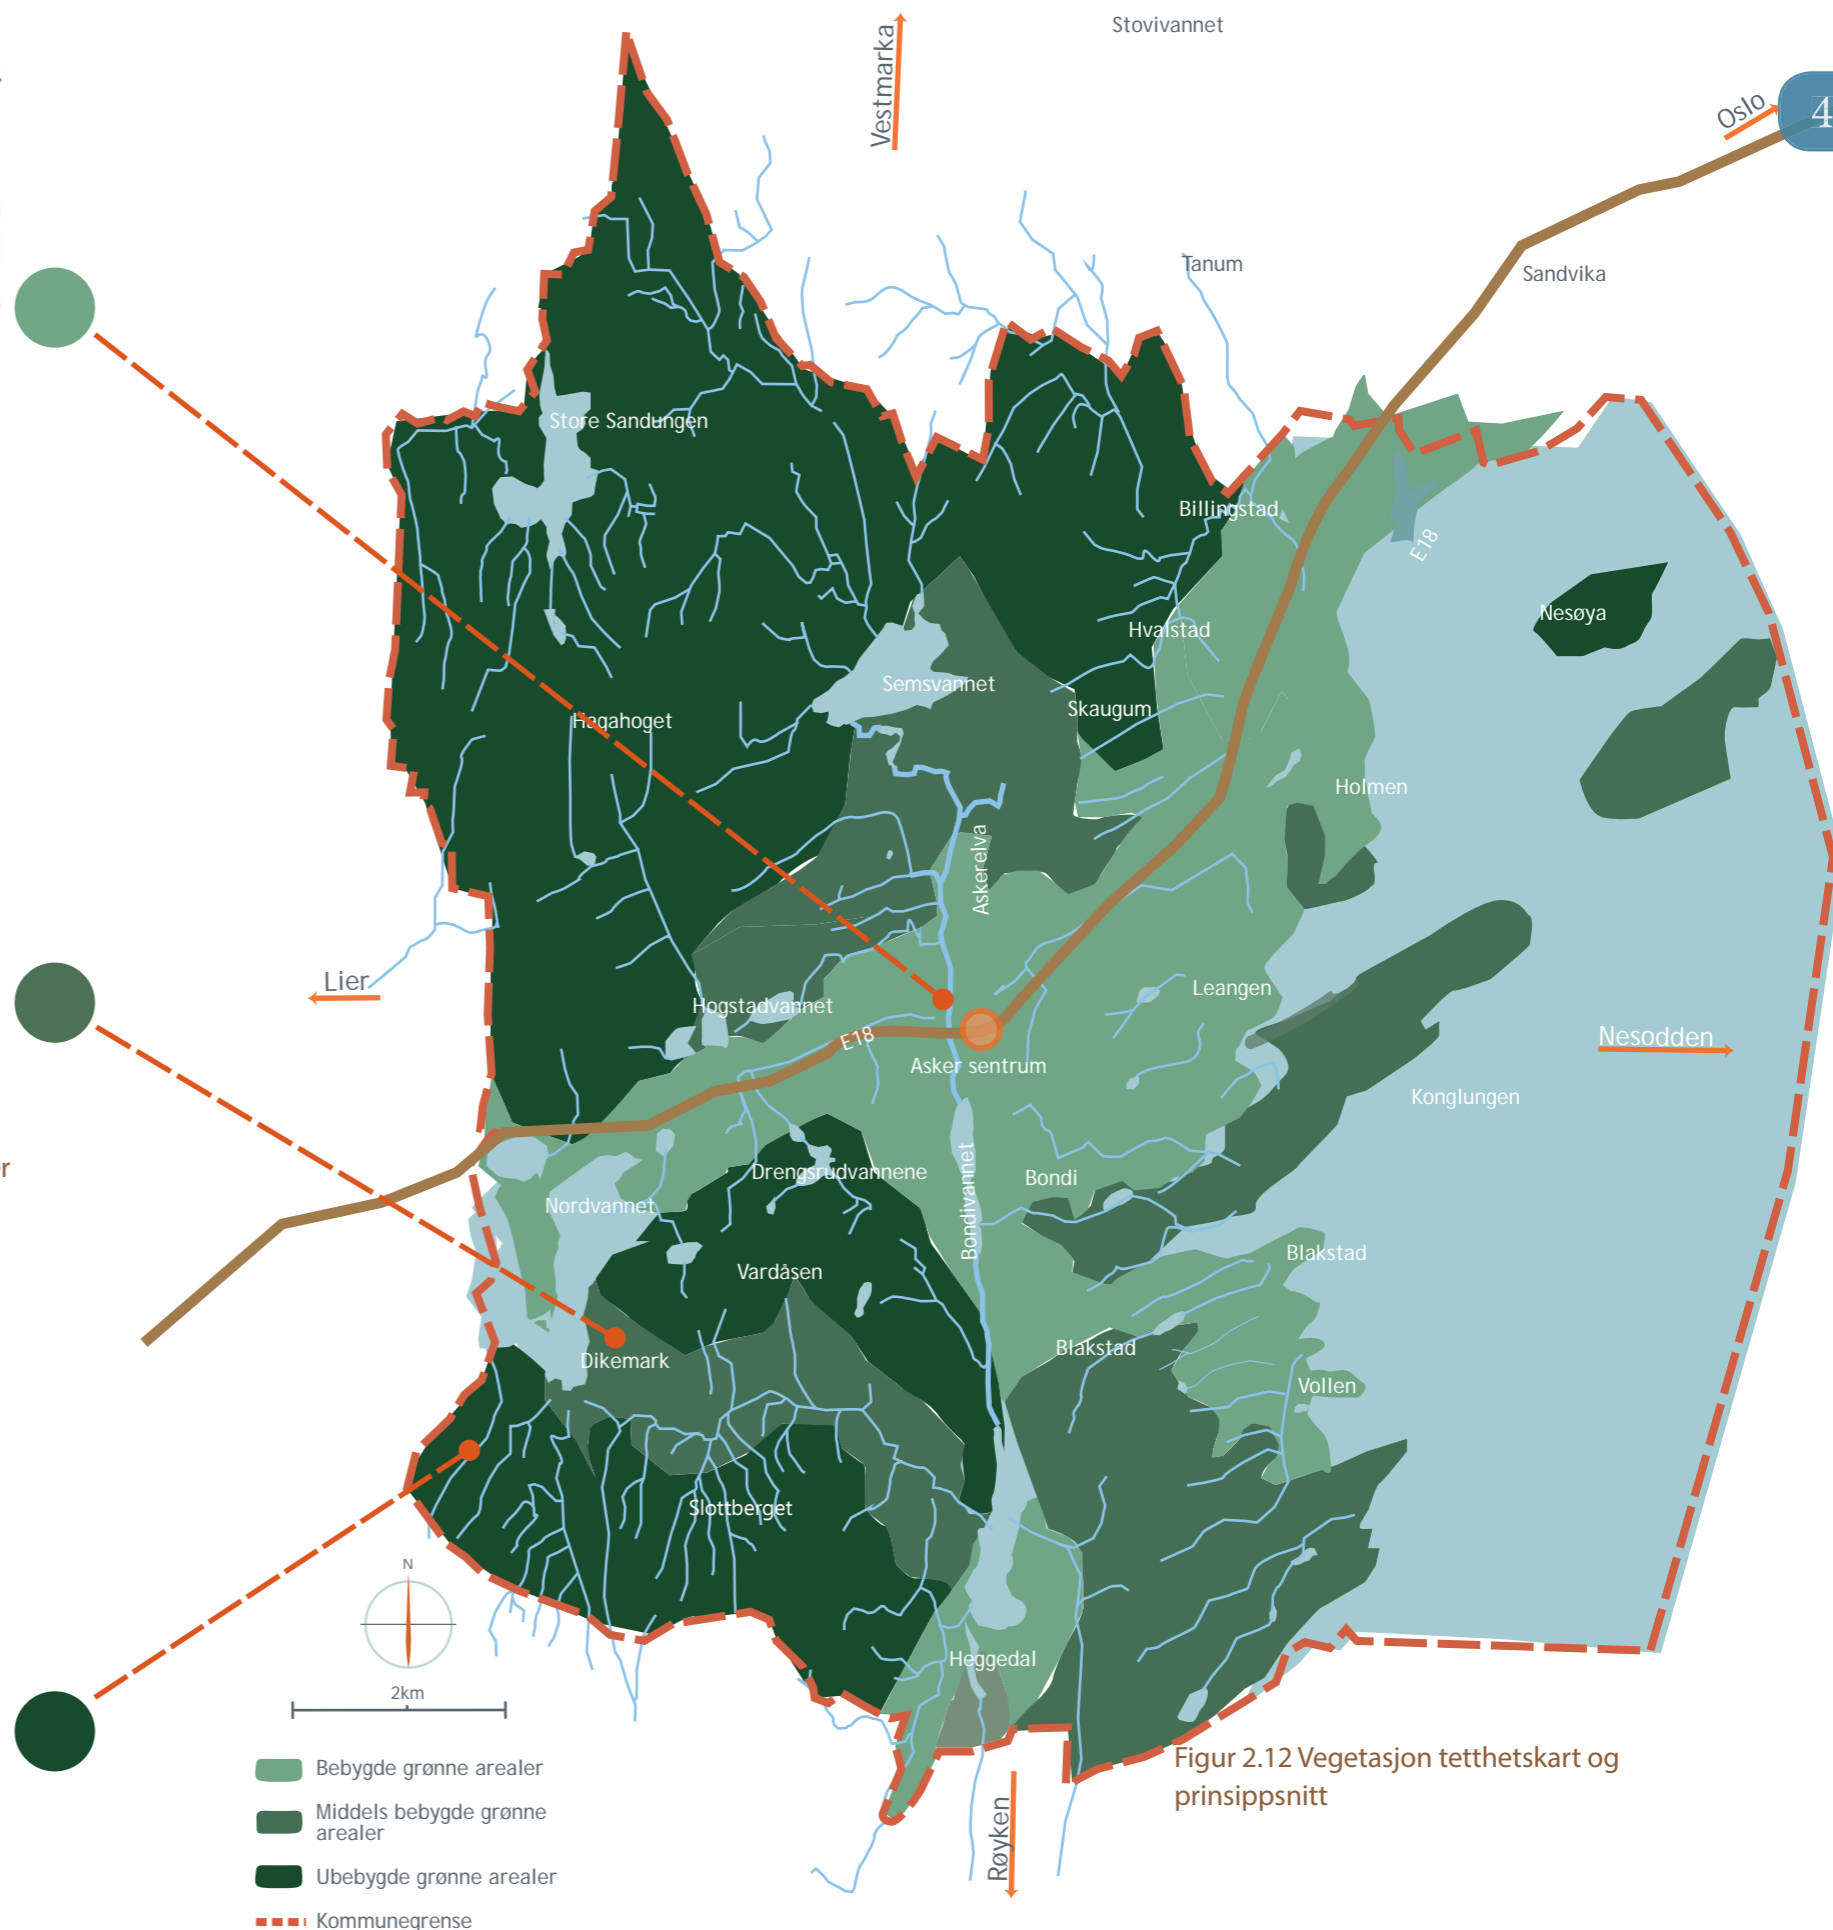 Stovivannet
Vestmarka
Oslo
4
Tanum
Sandvika
Store Sandungen
Billingstad
E18
Nesøya
Hvalstad
Semsvannet
Skaugum
Hagahoget
Holmen
Askerelva
Lier
Leangen
Hogstadvannet
E18
Nesodden
Asker sentrum
Konglungen
er
Drengsrudvannene
Bondi
Nordvannet
Bondivannet
Blakstad
Vardåsen
Blakstad
Dikemark
Vollen
Slottberget
N
Heggedal
2km
Figur 2.12 Vegetasjon tetthetskart og
prinsippsnitt
Bebygde grønne arealer
Middels bebygde grønne
arealer
Røyken
Ubebygde grønne arealer
Kommunegrense